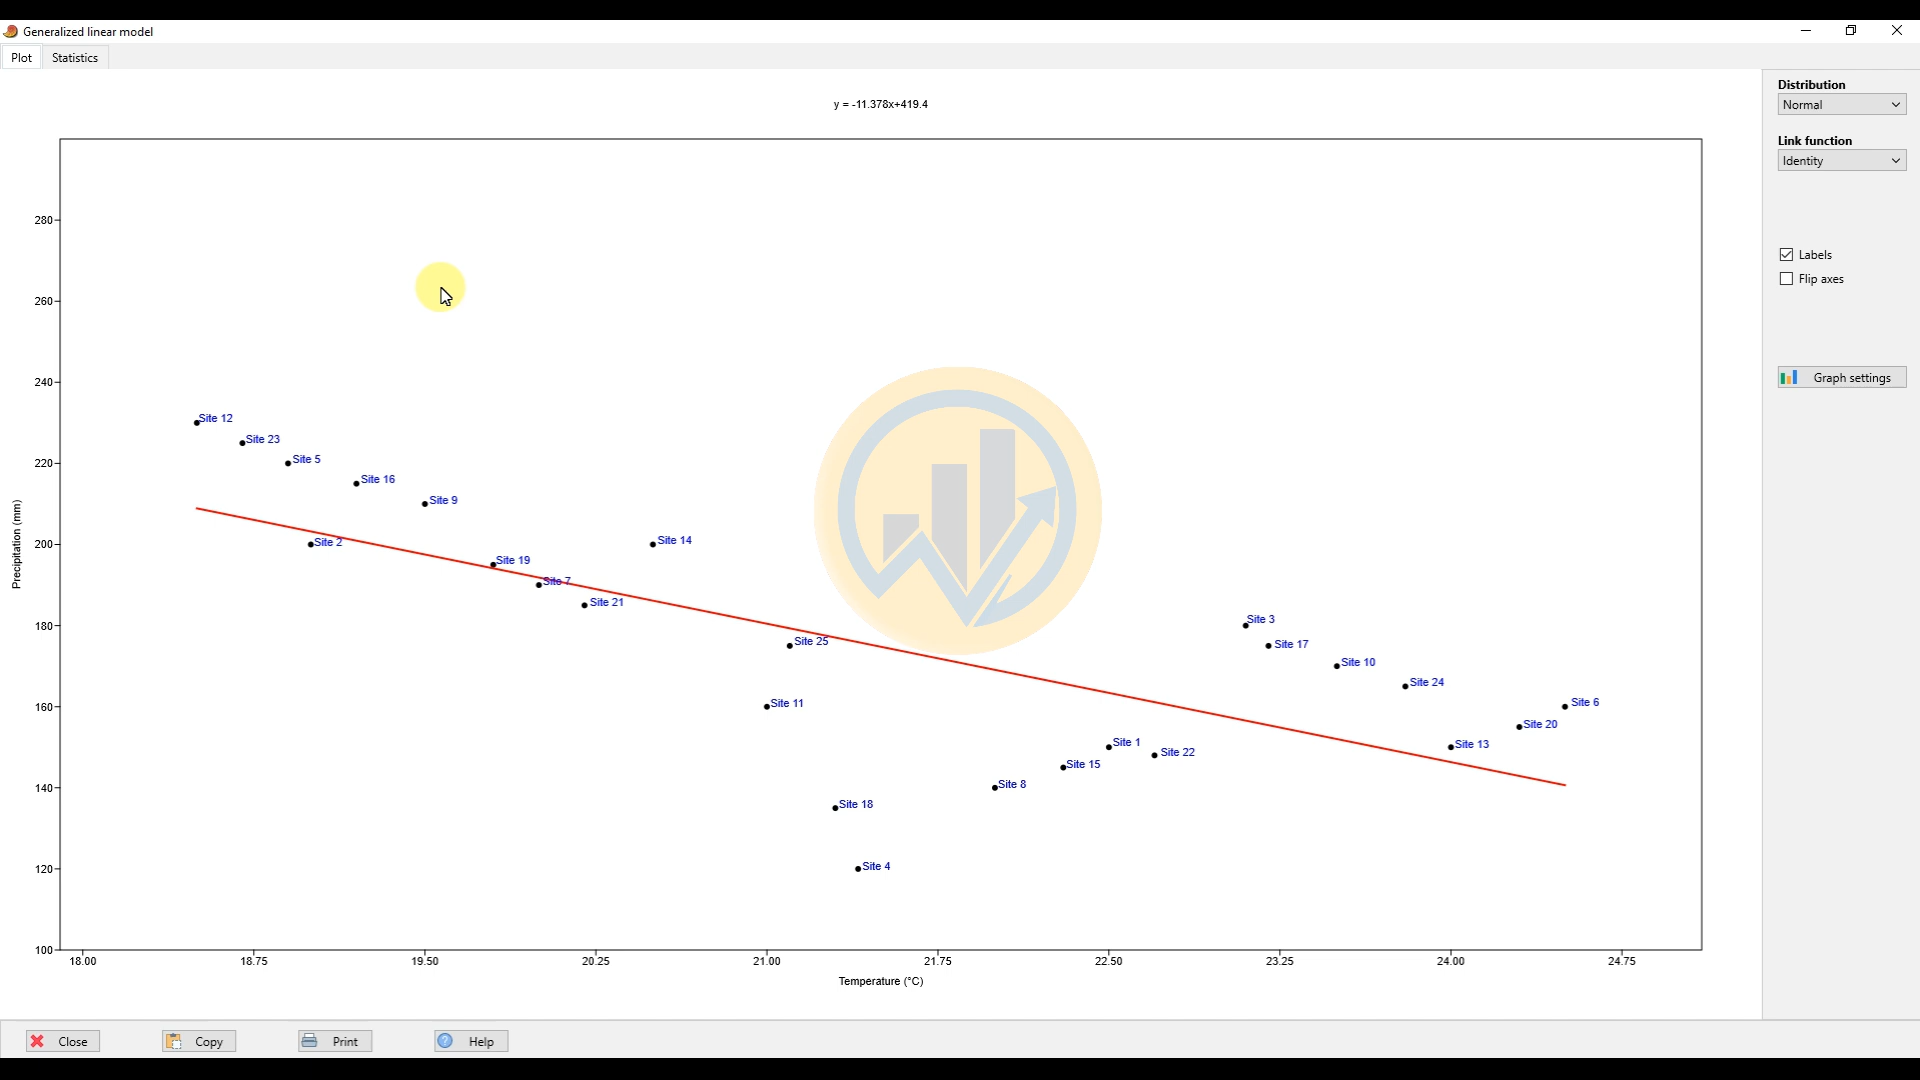 Generalized linear model
Plot
Statistics
Distribution
Normal
Link function
Identity
Labels
Flip axes
Graph settings
y = -11.378x+419.4
280
260
240
220
200
180
160
140
120
100
Precipitation (mm)
Site 12
Site 23
Site 5
Site 16
Site 9
Site 2
Site 14
Site 19
Site 7
Site 21
Site 3
Site 25
Site 17
Site 10
Site 24
Site 11
Site 6
Site 20
Site 1
Site 13
Site 22
Site 15
Site 8
Site 18
Site 4
18.00
18.75
19.50
20.25
21.00
21.75
22.50
23.25
24.00
24.75
Temperature (°C)
Close
Copy
Print
Help